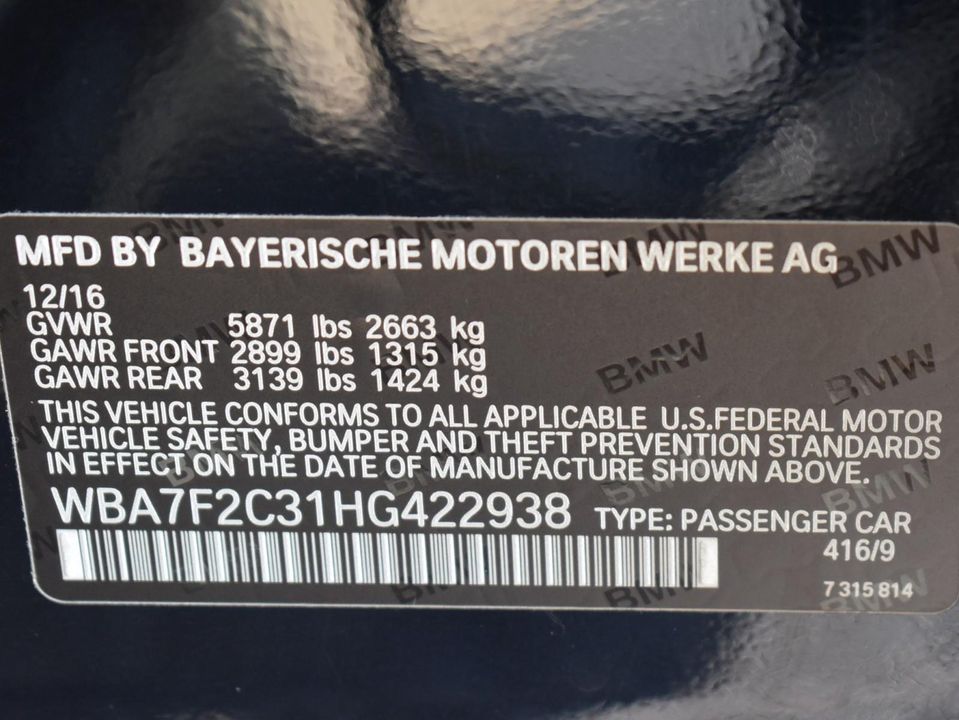 MFD BY BAYERISCHE MOTOREN WERKE AG
12/16
GVWR 5871 lbs 2663 kg
GAWR FRONT 2899 lbs 1315 kg
GAWR REAR 3139 lbs 1424 kg
THIS VEHICLE CONFORMS TO ALL APPLICABLE U.S.FEDERAL MOTOR
VEHICLE SAFETY, BUMPER AND THEFT PREVENTION STANDARDS
IN EFFECT ON THE DATE OF MANUFACTURE SHOWN ABOVE.
WBA7F2C31HG422938 TYPE: PASSENGER CAR
416/9
7 315 814